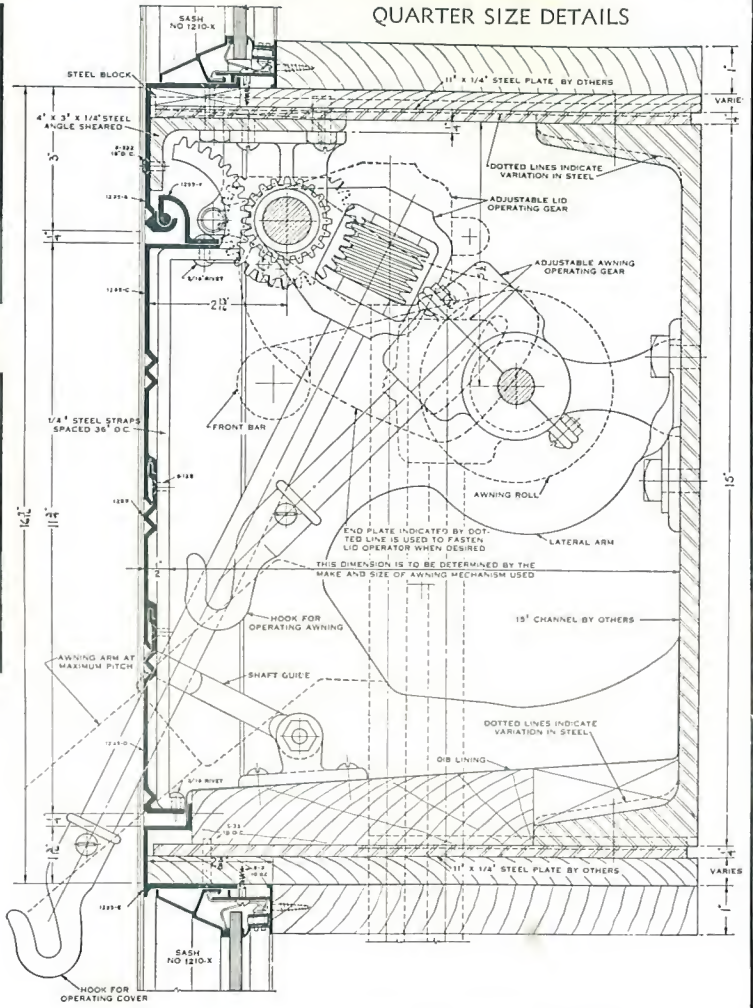 QUARTER SIZE DETAILS
SASH
NO 1210-X
STEEL BLOCK
11" X 1/4" STEEL PLATE BY OTHERS
1"
VARIES
4" X 3" X 1/4" STEEL
ANGLE SHEARED
DOTTED LINES INDICATE
VARIATION IN STEEL
3"
ADJUSTABLE LID
OPERATING GEAR
ADJUSTABLE AWNING
OPERATING GEAR
1295-F
1295-C
5/16" RIVET
FRONT BAR
1/4" STEEL STRAPS
SPACED 36" O.C.
AWNING ROLL
LATERAL ARM
15"
END PLATE INDICATED BY DOT-
TED LINE IS USED TO FASTEN
LID OPERATOR WHEN DESIRED
THIS DIMENSION IS TO BE DETERMINED BY THE
MAKE AND SIZE OF AWNING MECHANISM USED
HOOK FOR
OPERATING AWNING
15" CHANNEL BY OTHERS
AWNING ARM AT
MAXIMUM PITCH
SHAFT GUIDE
DOTTED LINES INDICATE
VARIATION IN STEEL
1295-D
5/16 RIVET
11" X 1/4" STEEL PLATE BY OTHERS
VARIES
1"
1295-E
SASH
NO 1210-X
HOOK FOR
OPERATING COVER